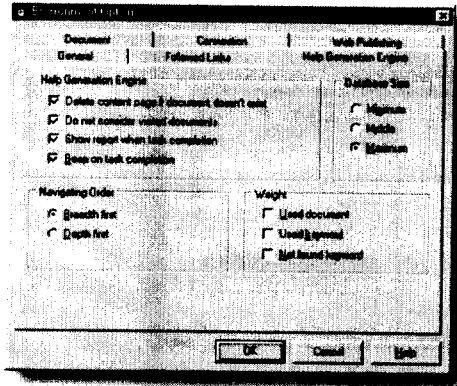 Document Connection Web Publishing
General Followed Links Help Generation Engine
Help Generation Engine
Delete content page if document doesn't exist
Do not consider visited documents
Show report when task completion
Beep on task completion
Database Size
Minimum
Middle
Maximum
Navigating Order
Breadth first
Depth first
Weight
Used document
Used keyword
Not found keyword
OK Cancel Help